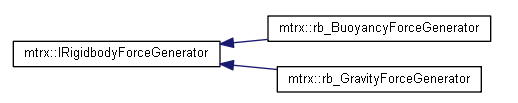 mtrx::rb_BuoyancyForceGenerator
mtrx::IRigidbodyForceGenerator
mtrx::rb_GravityForceGenerator